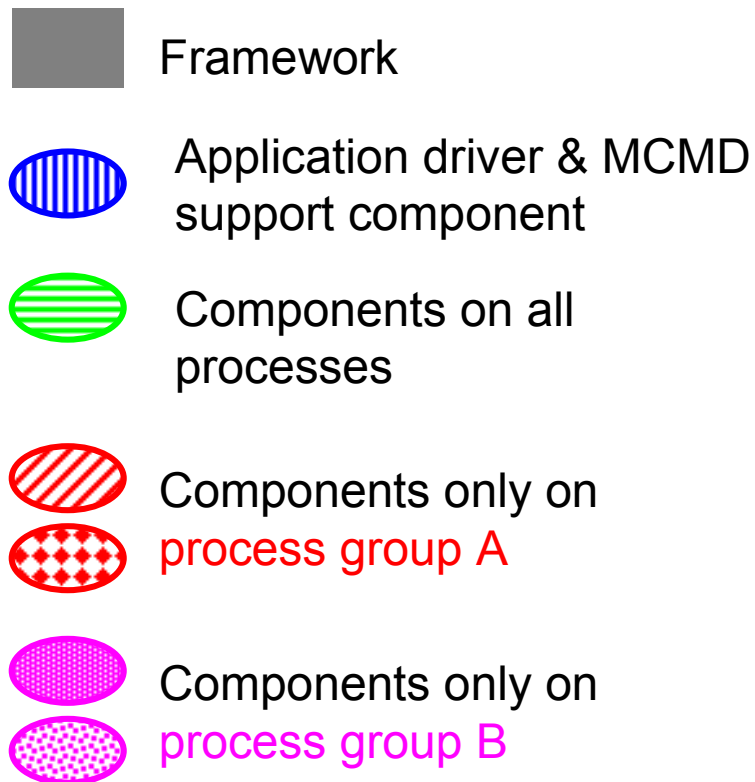 Framework
Application driver & MCMD
support component
Components on all
processes
Components only on
process group A
Components only on
process group B